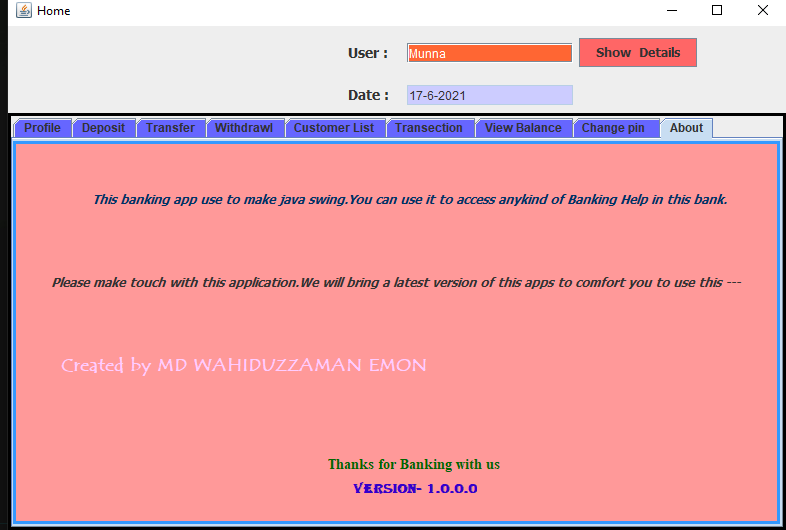 Home
User : Munna Show Details
Date : 17-6-2021
Profile Deposit Transfer Withdrawl Customer List Transection View Balance Change pin About
This banking app use to make java swing.You can use it to access anykind of Banking Help in this bank.
Please make touch with this application.We will bring a latest version of this apps to comfort you to use this ---
Created by MD WAHIDUZZAMAN EMON
Thanks for Banking with us
VERSION- 1.0.0.0